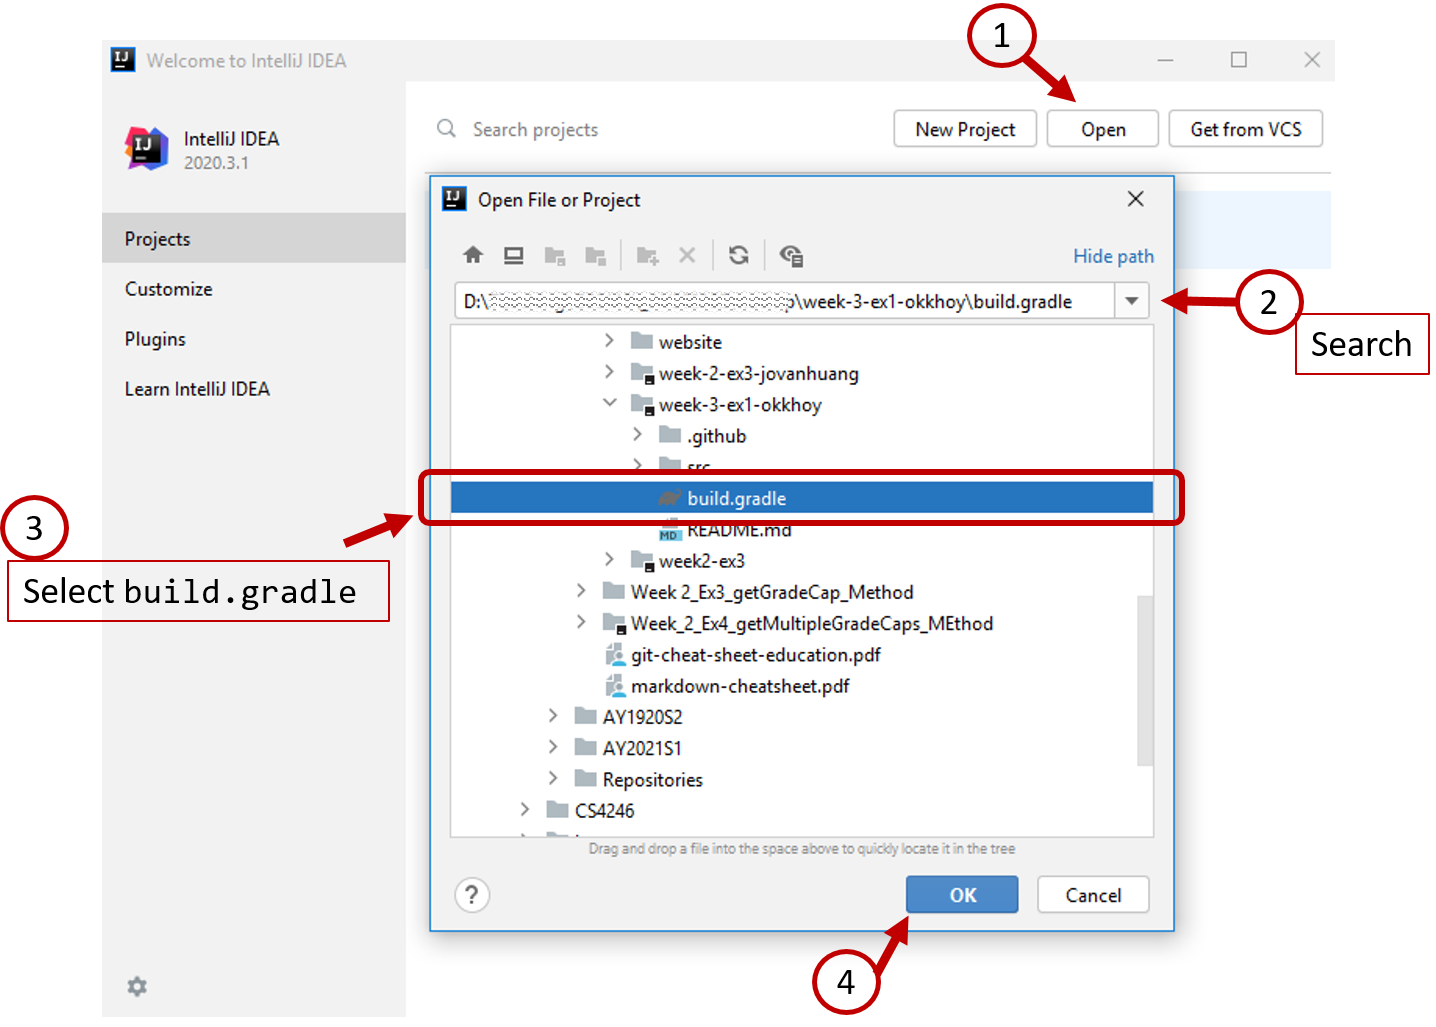 1
Welcome to IntelliJ IDEA
IntelliJ IDEA
2020.3.1
Search projects
New Project
Open
Get from VCS
Projects
Customize
Plugins
Learn IntelliJ IDEA
Open File or Project
Hide path
D:\
\week-3-ex1-okkhoy\build.gradle
2
Search
website
week-2-ex3-jovanhuang
week-3-ex1-okkhoy
.github
src
build.gradle
README.md
week2-ex3
Week 2_Ex3_getGradeCap_Method
Week_2_Ex4_getMultipleGradeCaps_MEthod
git-cheat-sheet-education.pdf
markdown-cheatsheet.pdf
AY1920S2
AY2021S1
Repositories
CS4246
3
Select build.gradle
Drag and drop a file into the space above to quickly locate it in the tree
?
OK
Cancel
4